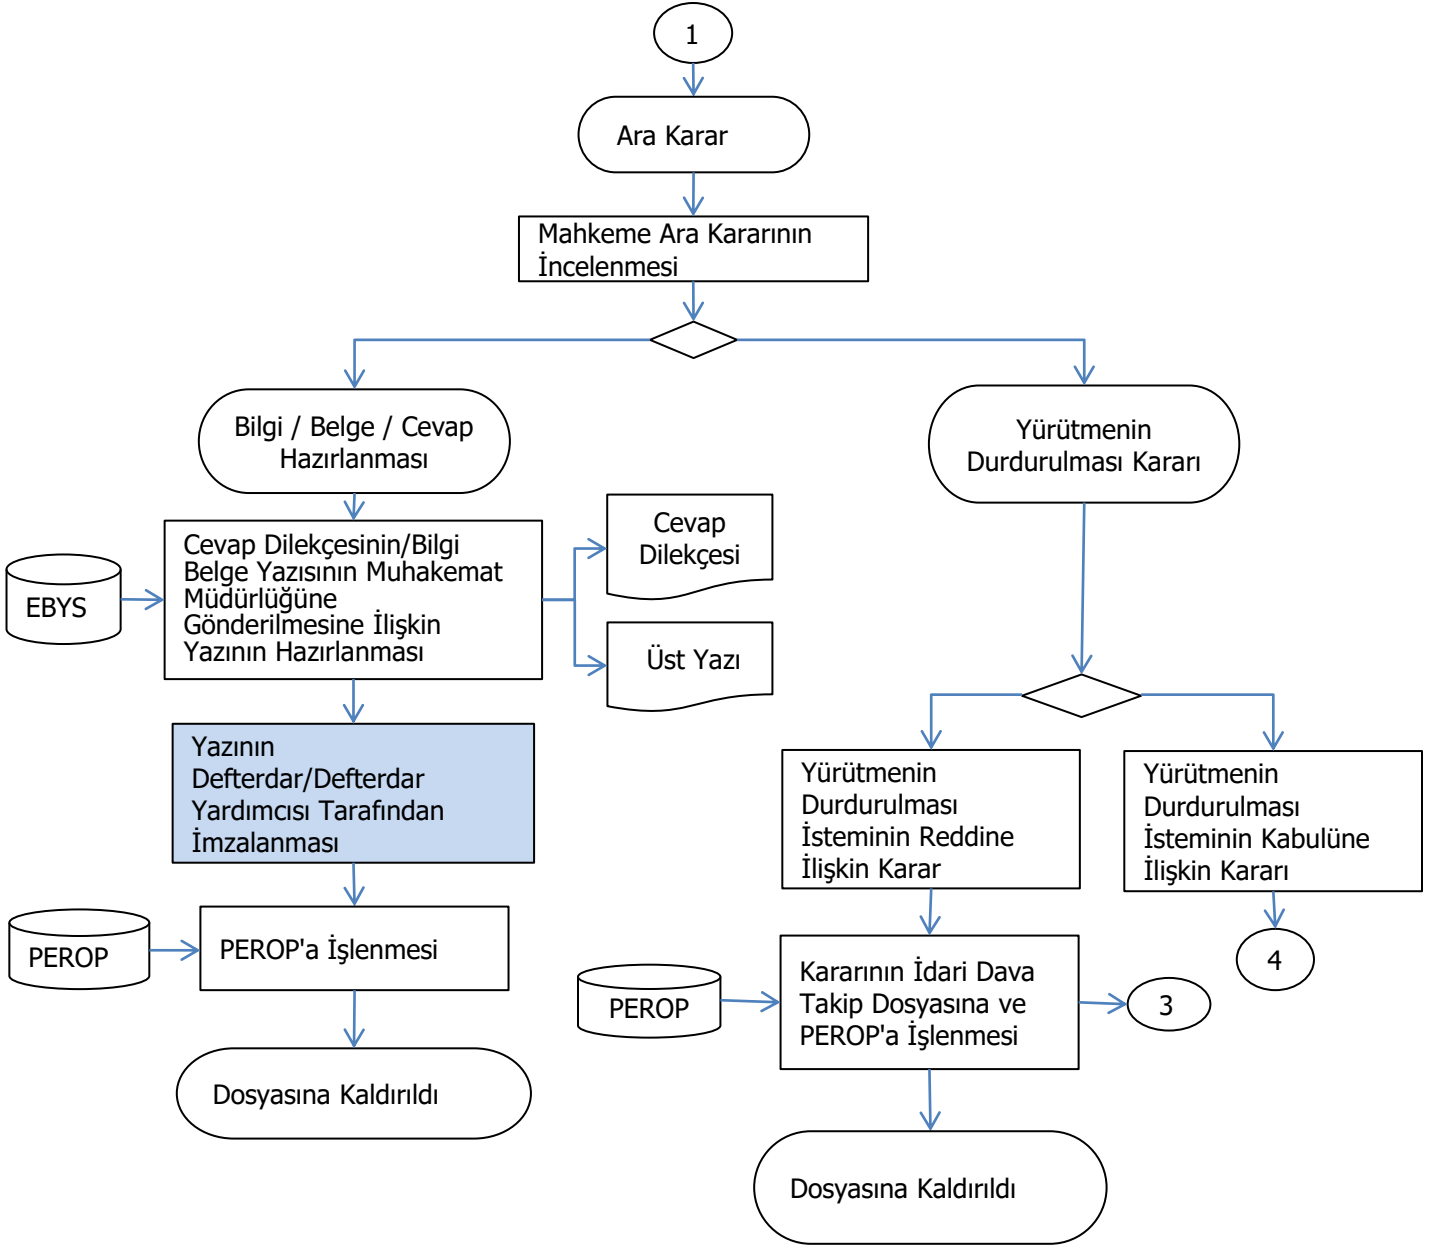 1
Ara Karar
Mahkeme Ara Kararının
İncelenmesi
Bilgi / Belge / Cevap
Hazırlanması
Yürütmenin
Durdurulması Kararı
EBYS
Cevap Dilekçesinin/Bilgi
Belge Yazısının Muhakemat
Müdürlüğüne
Gönderilmesine İlişkin
Yazının Hazırlanması
Cevap
Dilekçesi
Üst Yazı
Yazının
Defterdar/Defterdar
Yardımcısı Tarafından
İmzalanması
Yürütmenin
Durdurulması
İsteminin Reddine
İlişkin Karar
Yürütmenin
Durdurulması
İsteminin Kabulüne
İlişkin Kararı
PEROP
PEROP'a İşlenmesi
4
PEROP
Kararının İdari Dava
Takip Dosyasına ve
PEROP'a İşlenmesi
3
Dosyasına Kaldırıldı
Dosyasına Kaldırıldı